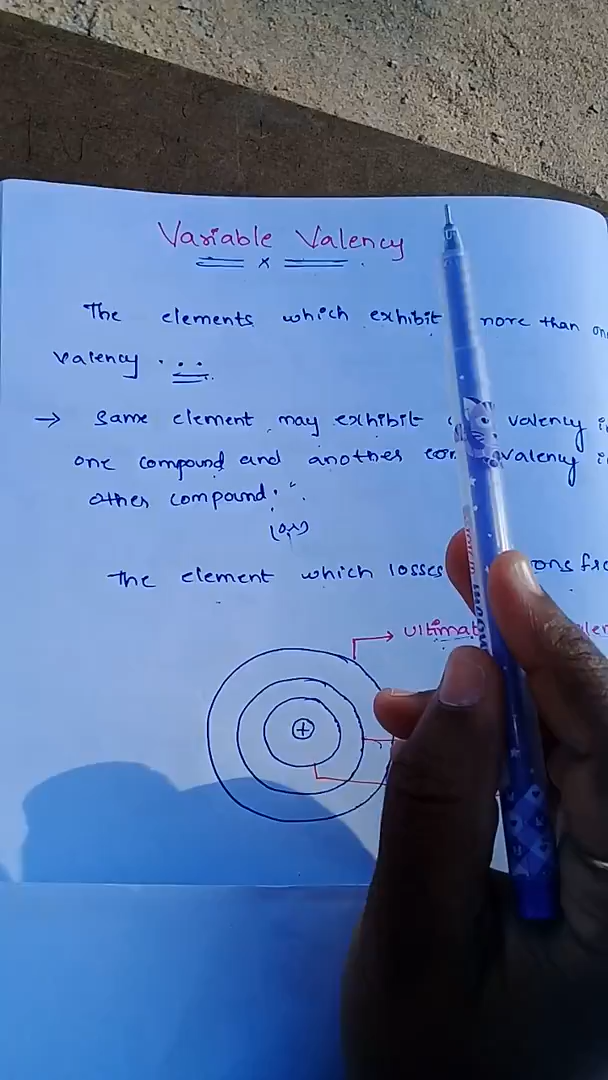 Variable Valency
The elements which exhibit more than
valency.
→ Same element may exhibit valency
one compound and another valency
other compound.
(or)
The element which losses
+